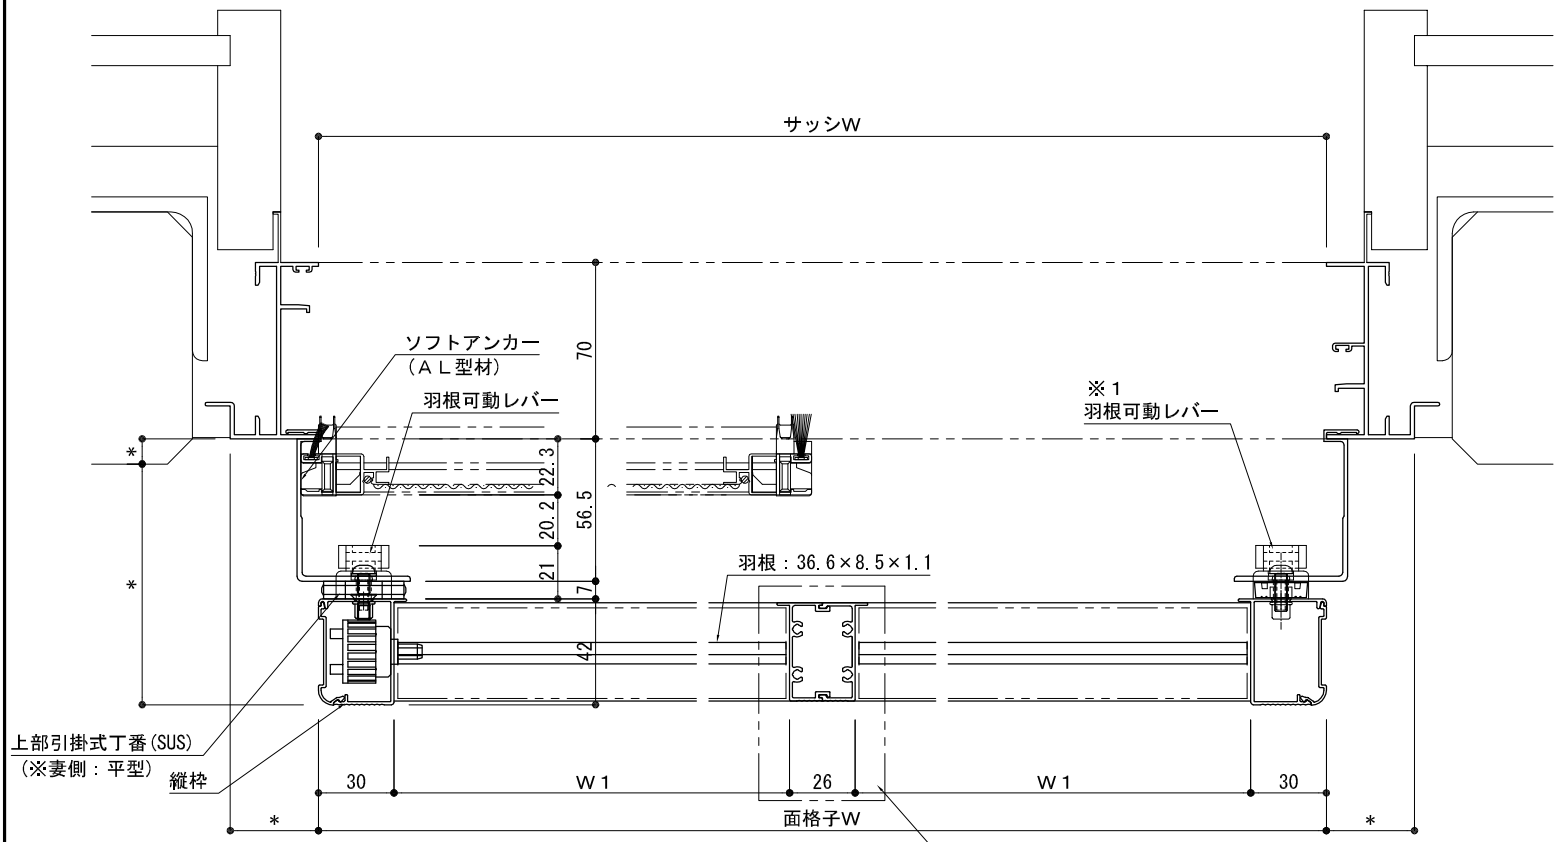 サッシW
ソフトアンカー
(AL型材)
羽根可動レバー
※1
羽根可動レバー
70
22.3
56.5
20.2
21
7
42
*
*
羽根：36.6×8.5×1.1
上部引掛式丁番(SUS)
(※妻側：平型)
縦枠
30
W1
26
W1
30
*
面格子W
*